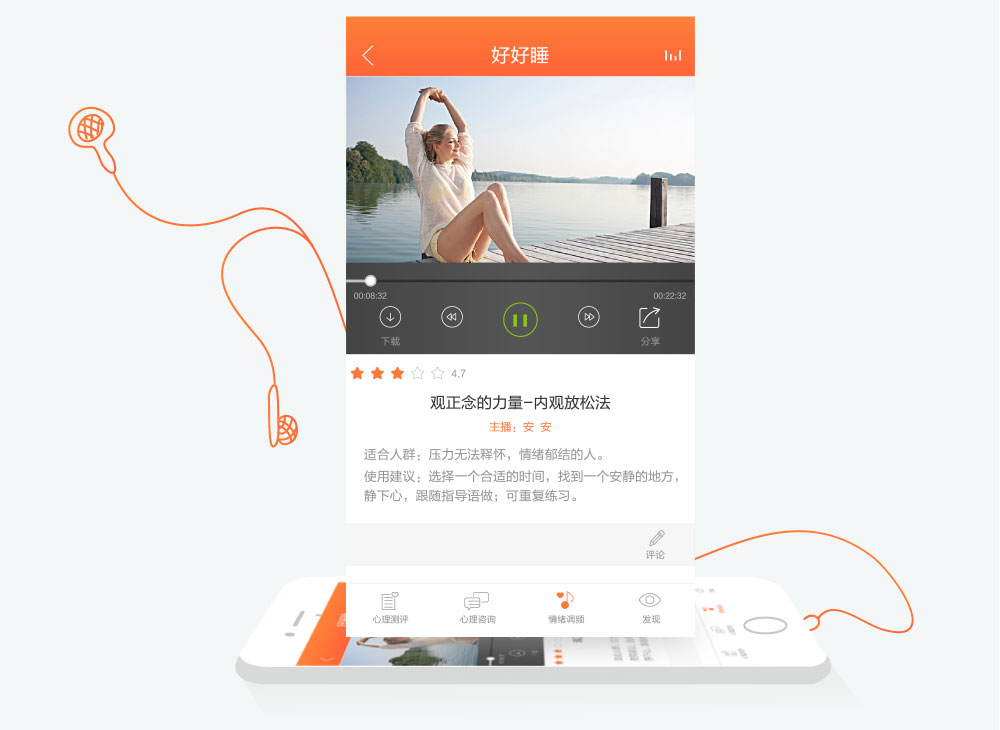 好好睡
00:08:32
00:22:32
下载
分享
4.7
观正念的力量-内观放松法
主播：安 安
适合人群：压力无法释怀，情绪郁结的人。
使用建议：选择一个合适的时间，找到一个安静的地方，
静下心，跟随指导语做；可重复练习。
评论
心理测评
心理咨询
情绪调频
发现